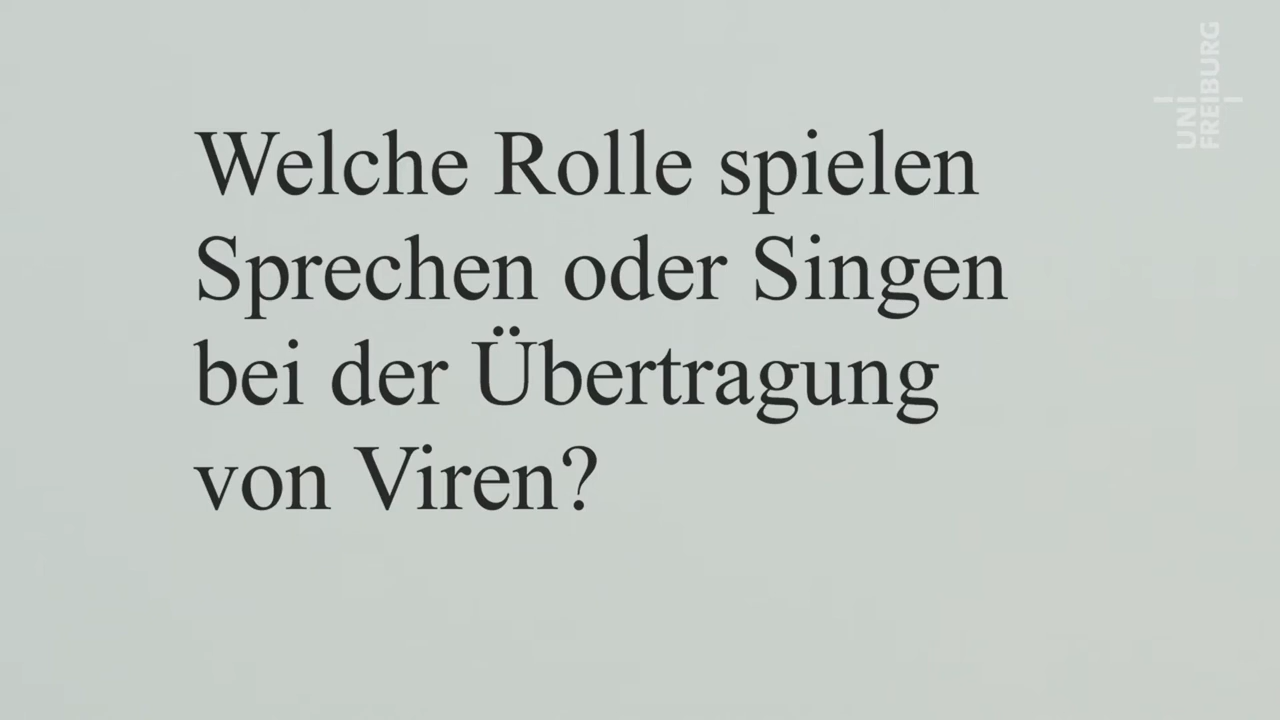 Welche Rolle spielen
Sprechen oder Singen
bei der Übertragung
von Viren?
UNI
FREIBURG